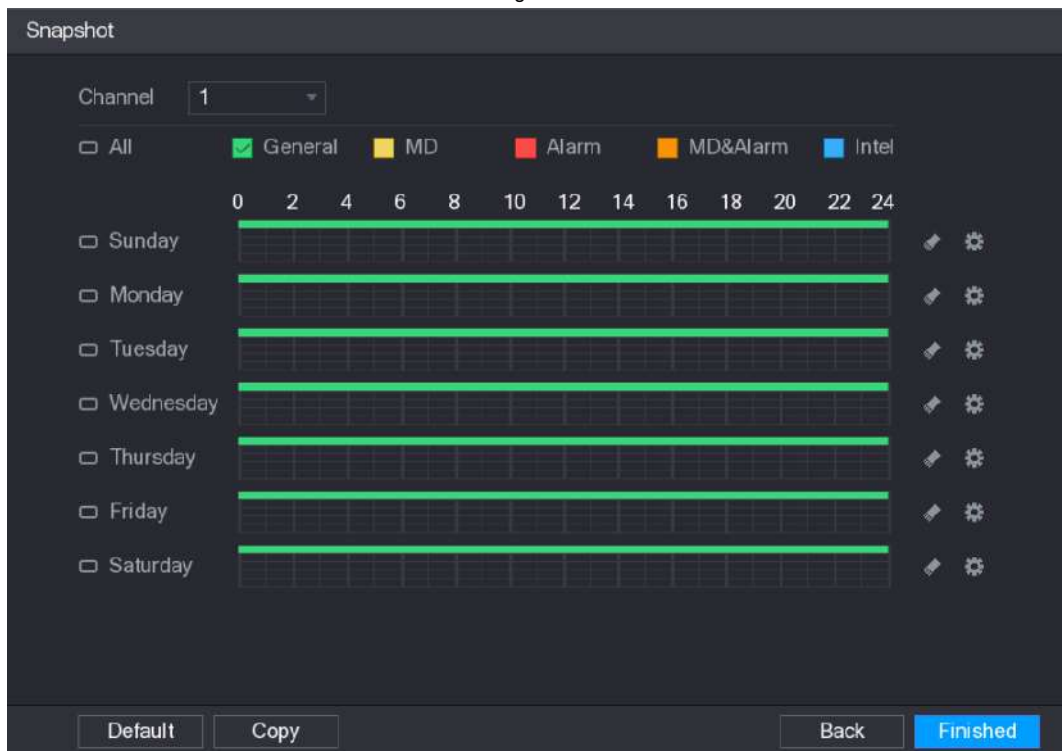 Snapshot
Channel 1
All General MD Alarm MD&Alarm Intel
0 2 4 6 8 10 12 14 16 18 20 22 24
Sunday
Monday
Tuesday
Wednesday
Thursday
Friday
Saturday
Default Copy Back Finished